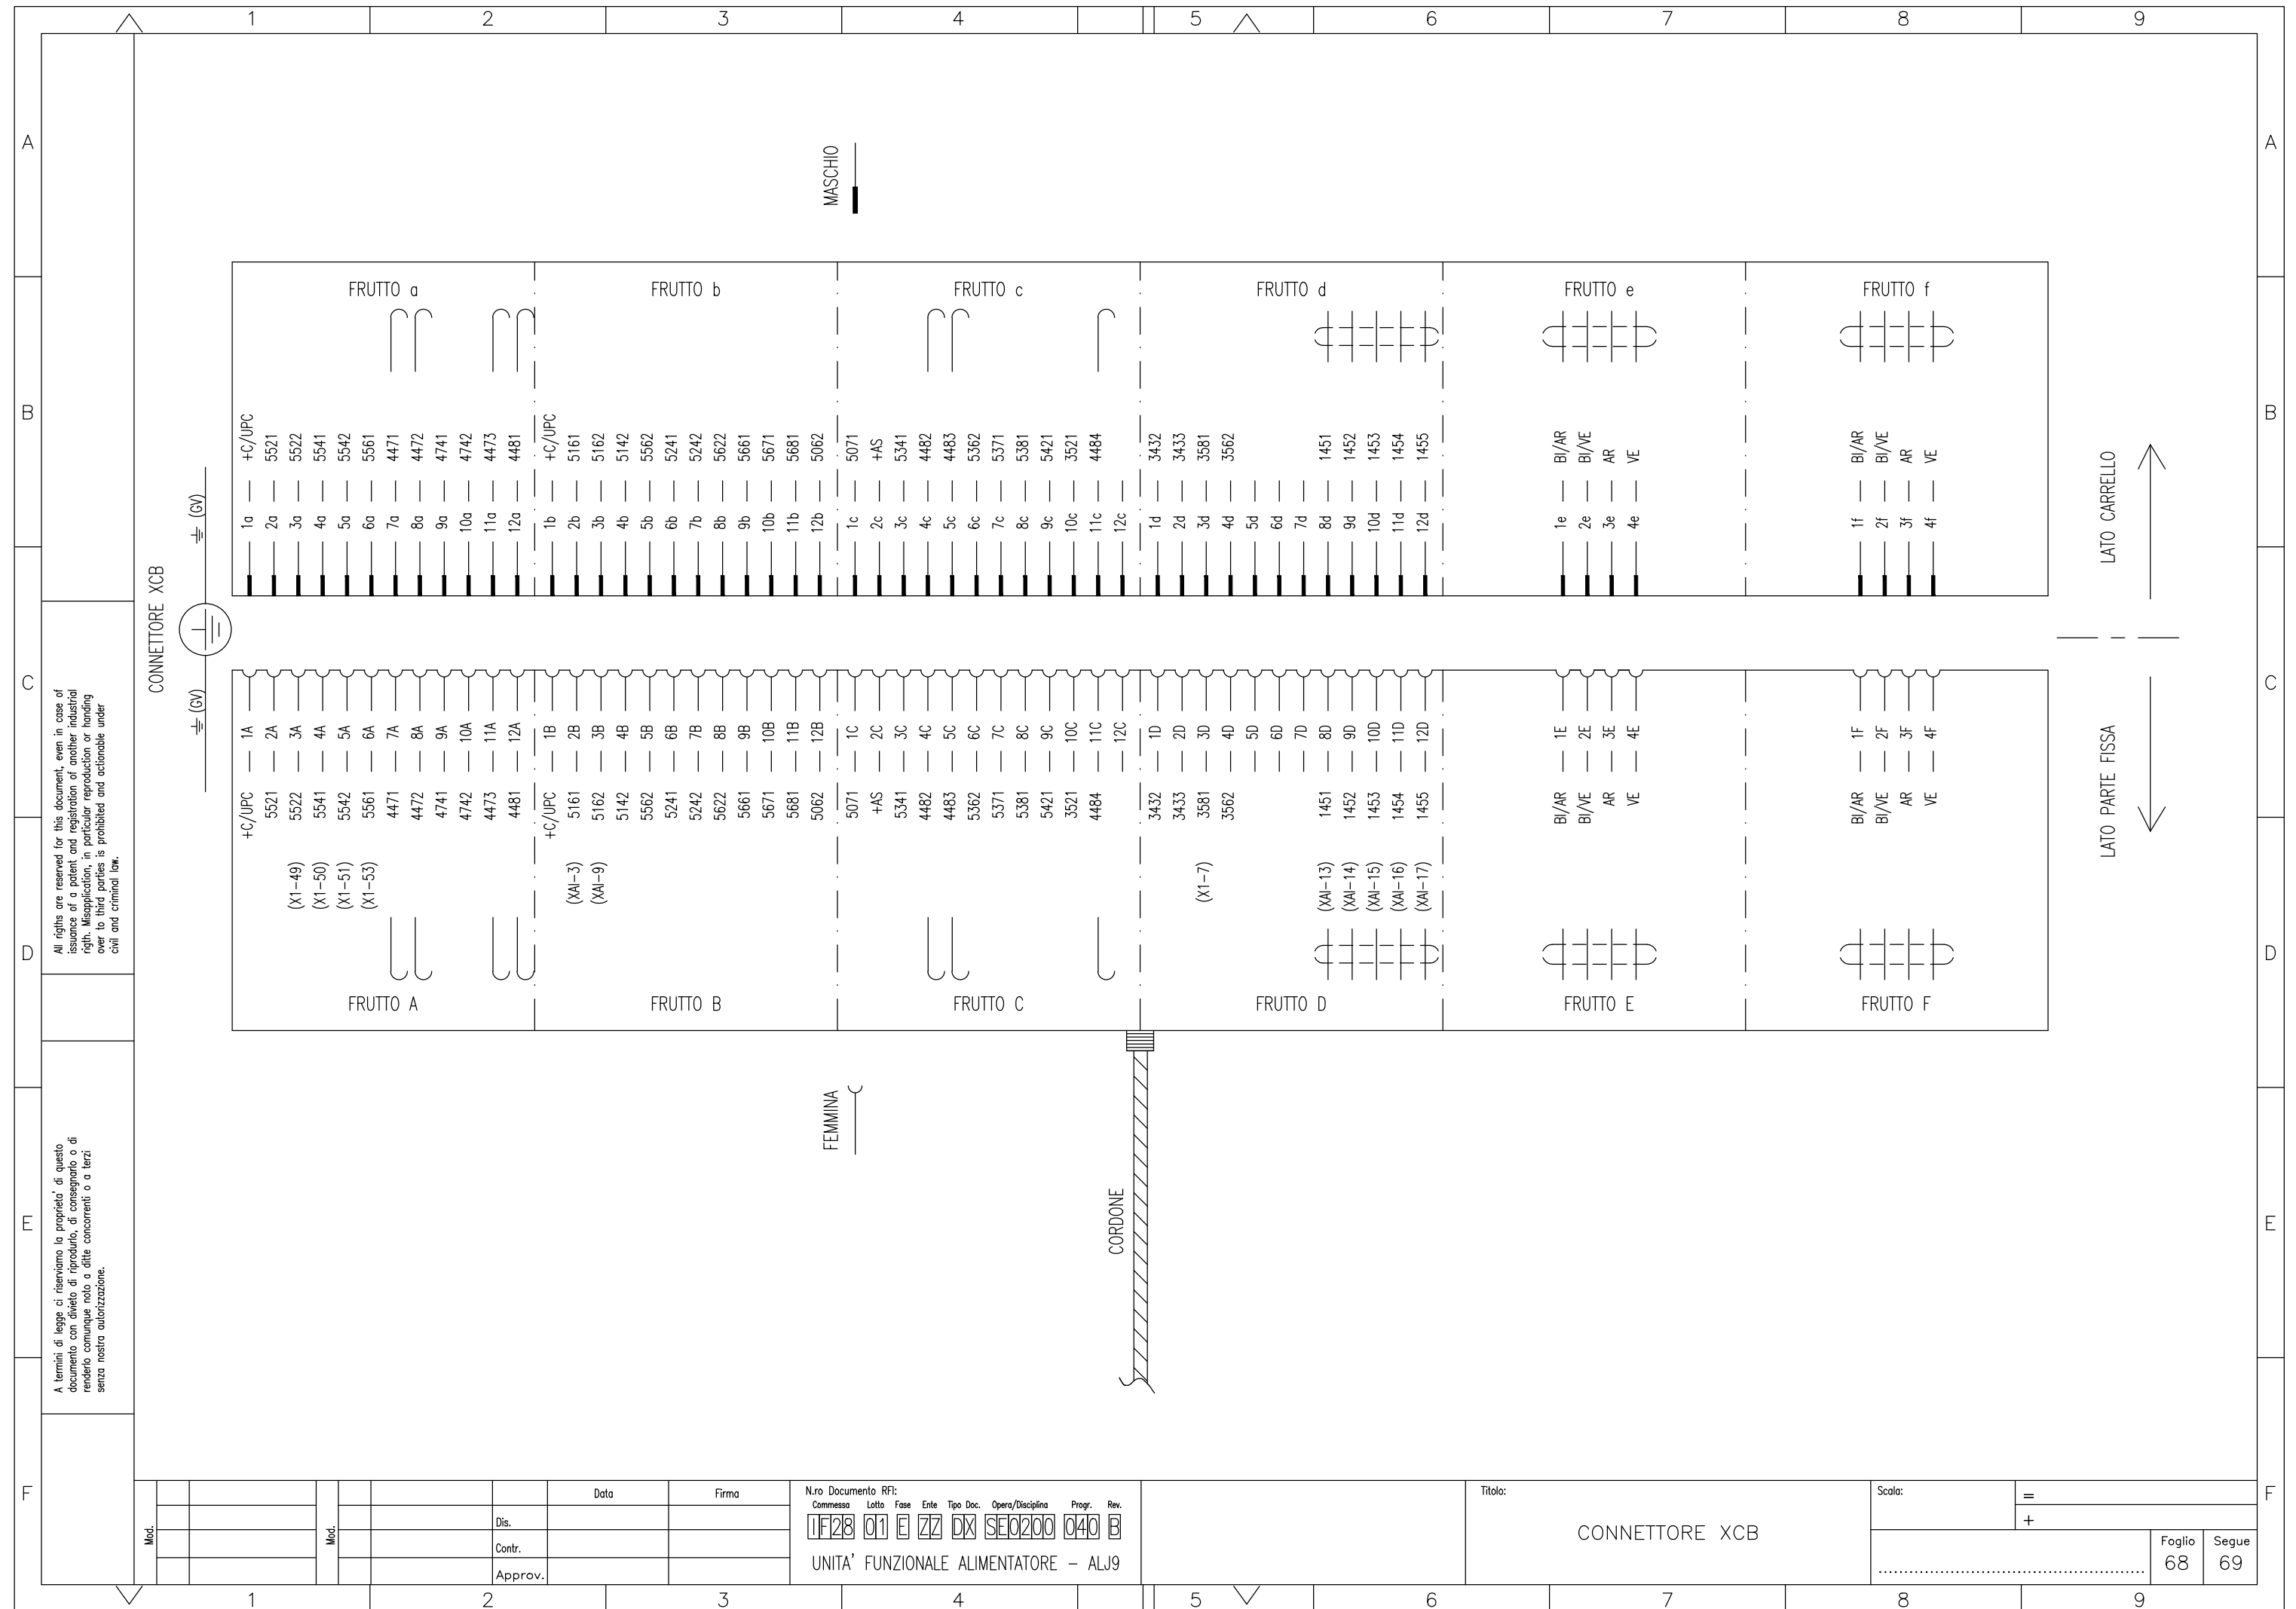 1 2 3 4 5 6 7 8 9
A A
B B
C C
D D
E E
F F
MASCHIO
FRUTTO a FRUTTO b FRUTTO c FRUTTO d FRUTTO e FRUTTO f
+C/UPC 5521 5522 5541 5542 5561 4471 4472 4741 4742 4473 4481
+C/UPC 5161 5162 5142 5562 5241 5242 5622 5661 5671 5681 5062
5071 +AS 5341 4482 4483 5362 5371 5381 5421 3521 4484
3432 3433 3581 3562 1451 1452 1453 1454 1455
BI/AR BI/VE AR VE
BI/AR BI/VE AR VE
1a 2a 3a 4a 5a 6a 7a 8a 9a 10a 11a 12a
1b 2b 3b 4b 5b 6b 7b 8b 9b 10b 11b 12b
1c 2c 3c 4c 5c 6c 7c 8c 9c 10c 11c 12c
1d 2d 3d 4d 5d 6d 7d 8d 9d 10d 11d 12d
1e 2e 3e 4e
1f 2f 3f 4f
LATO CARRELLO
(GV)
CONNETTORE XCB
(GV)
1A 2A 3A 4A 5A 6A 7A 8A 9A 10A 11A 12A
1B 2B 3B 4B 5B 6B 7B 8B 9B 10B 11B 12B
1C 2C 3C 4C 5C 6C 7C 8C 9C 10C 11C 12C
1D 2D 3D 4D 5D 6D 7D 8D 9D 10D 11D 12D
1E 2E 3E 4E
1F 2F 3F 4F
+C/UPC 5521 5522 5541 5542 5561 4471 4472 4741 4742 4473 4481
+C/UPC 5161 5162 5142 5562 5241 5242 5622 5661 5671 5681 5062
5071 +AS 5341 4482 4483 5362 5371 5381 5421 3521 4484
3432 3433 3581 3562 1451 1452 1453 1454 1455
BI/AR BI/VE AR VE
BI/AR BI/VE AR VE
(X1-49) (X1-50) (X1-51) (X1-53)
(XAI-3) (XAI-9)
(X1-7)
(XAI-13) (XAI-14) (XAI-15) (XAI-16) (XAI-17)
LATO PARTE FISSA
FRUTTO A FRUTTO B FRUTTO C FRUTTO D FRUTTO E FRUTTO F
FEMMINA
CORDONE
All rigths are reserved for this document, even in case of
issuance of a patent and registration of another industrial
rigth. Misapplication, in particular reproduction or handing
over to third parties is prohibited and actionable under
civil and criminal law.
A termini di legge ci riserviamo la proprieta' di questo
documento con divieto di riprodurlo, di consegnarlo o di
renderlo comunque noto a ditte concorrenti o a terzi
senza nostra autorizzazione.
Mod.
Mod.
Data Firma
Dis.
Contr.
Approv.
N.ro Documento RFI:
Commessa Lotto Fase Ente Tipo Doc. Opera/Disciplina Progr. Rev.
IF28 01 E ZZ DX SE0200 040 B
UNITA' FUNZIONALE ALIMENTATORE - ALJ9
Titolo:
CONNETTORE XCB
Scala:
=
+
Foglio Segue
68 69
1 2 3 4 5 6 7 8 9